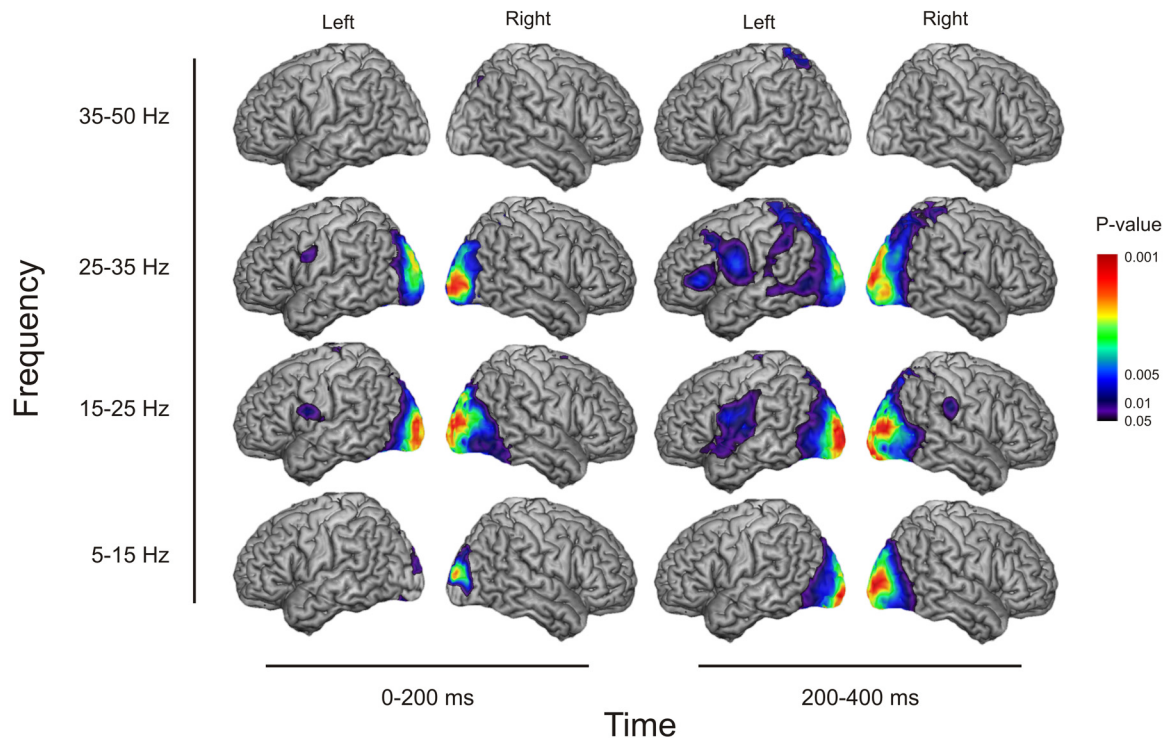 Left Right Left Right
35-50 Hz
25-35 Hz
15-25 Hz
5-15 Hz
Frequency
P-value
0.001
0.005
0.01
0.05
0-200 ms 200-400 ms
Time